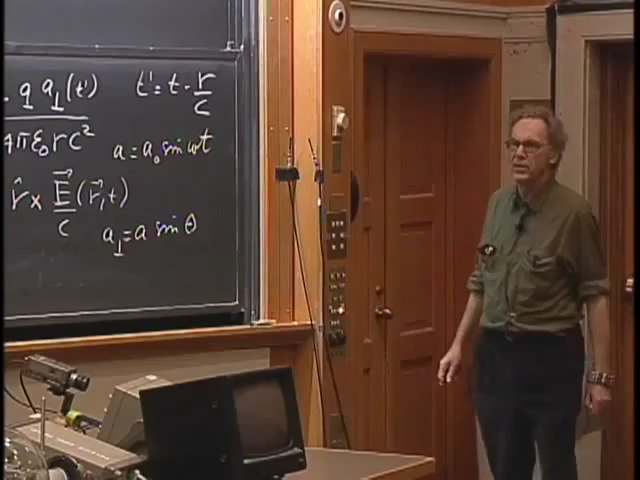 - q a⊥(t')   t' = t - r/c
4πε₀rc²   a = a₀ sin ωt
r̂ × E⃗/c (r⃗, t)
a⊥ = a sin θ